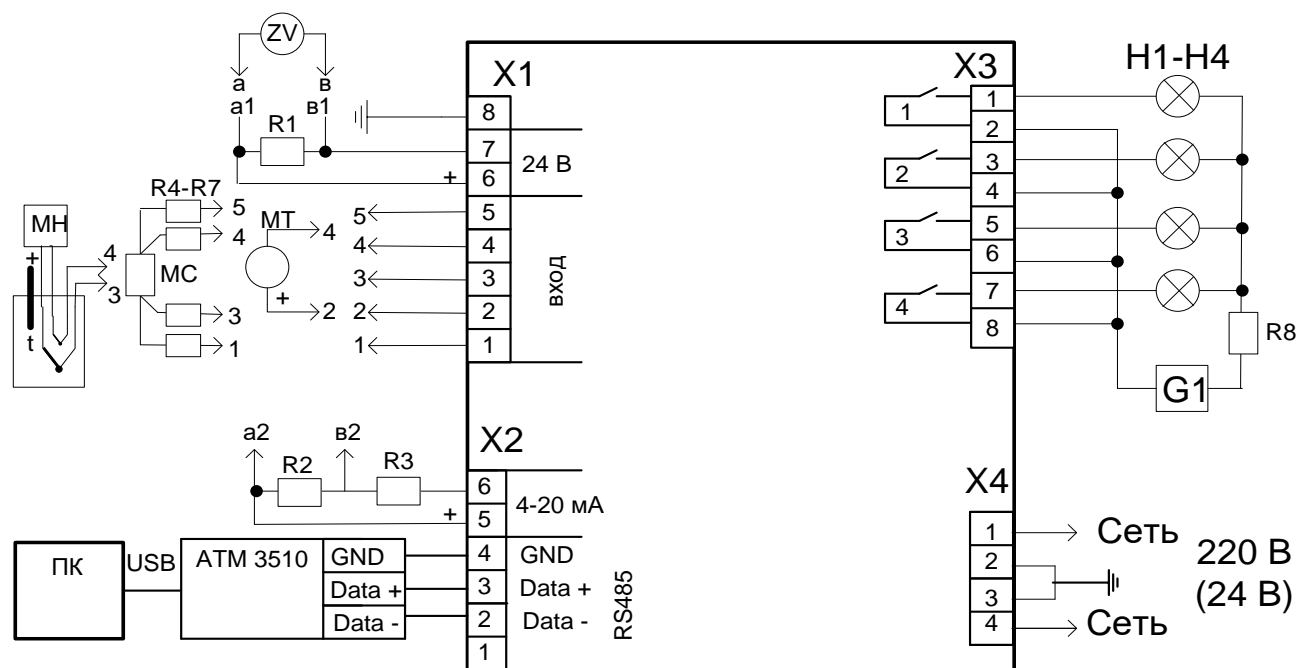 ZV
а в
а1 в1
R1
X1
8
7
6
24 В
+
5
4
3
2
1
вход
R4-R7
5
4
3
1
МС
МН
+
t
4
3
МТ
4
+
2
5
4
3
2
1
X3
1
2
3
4
5
6
7
8
1
2
3
4
H1-H4
R8
G1
а2 в2
R2 R3
X2
6
5
4-20 мА
+
4 GND
3 Data +
2 Data -
1
RS485
ПК
USB
АТМ 3510
GND
Data +
Data -
X4
1
2
3
4
Сеть
Сеть
220 В
(24 В)